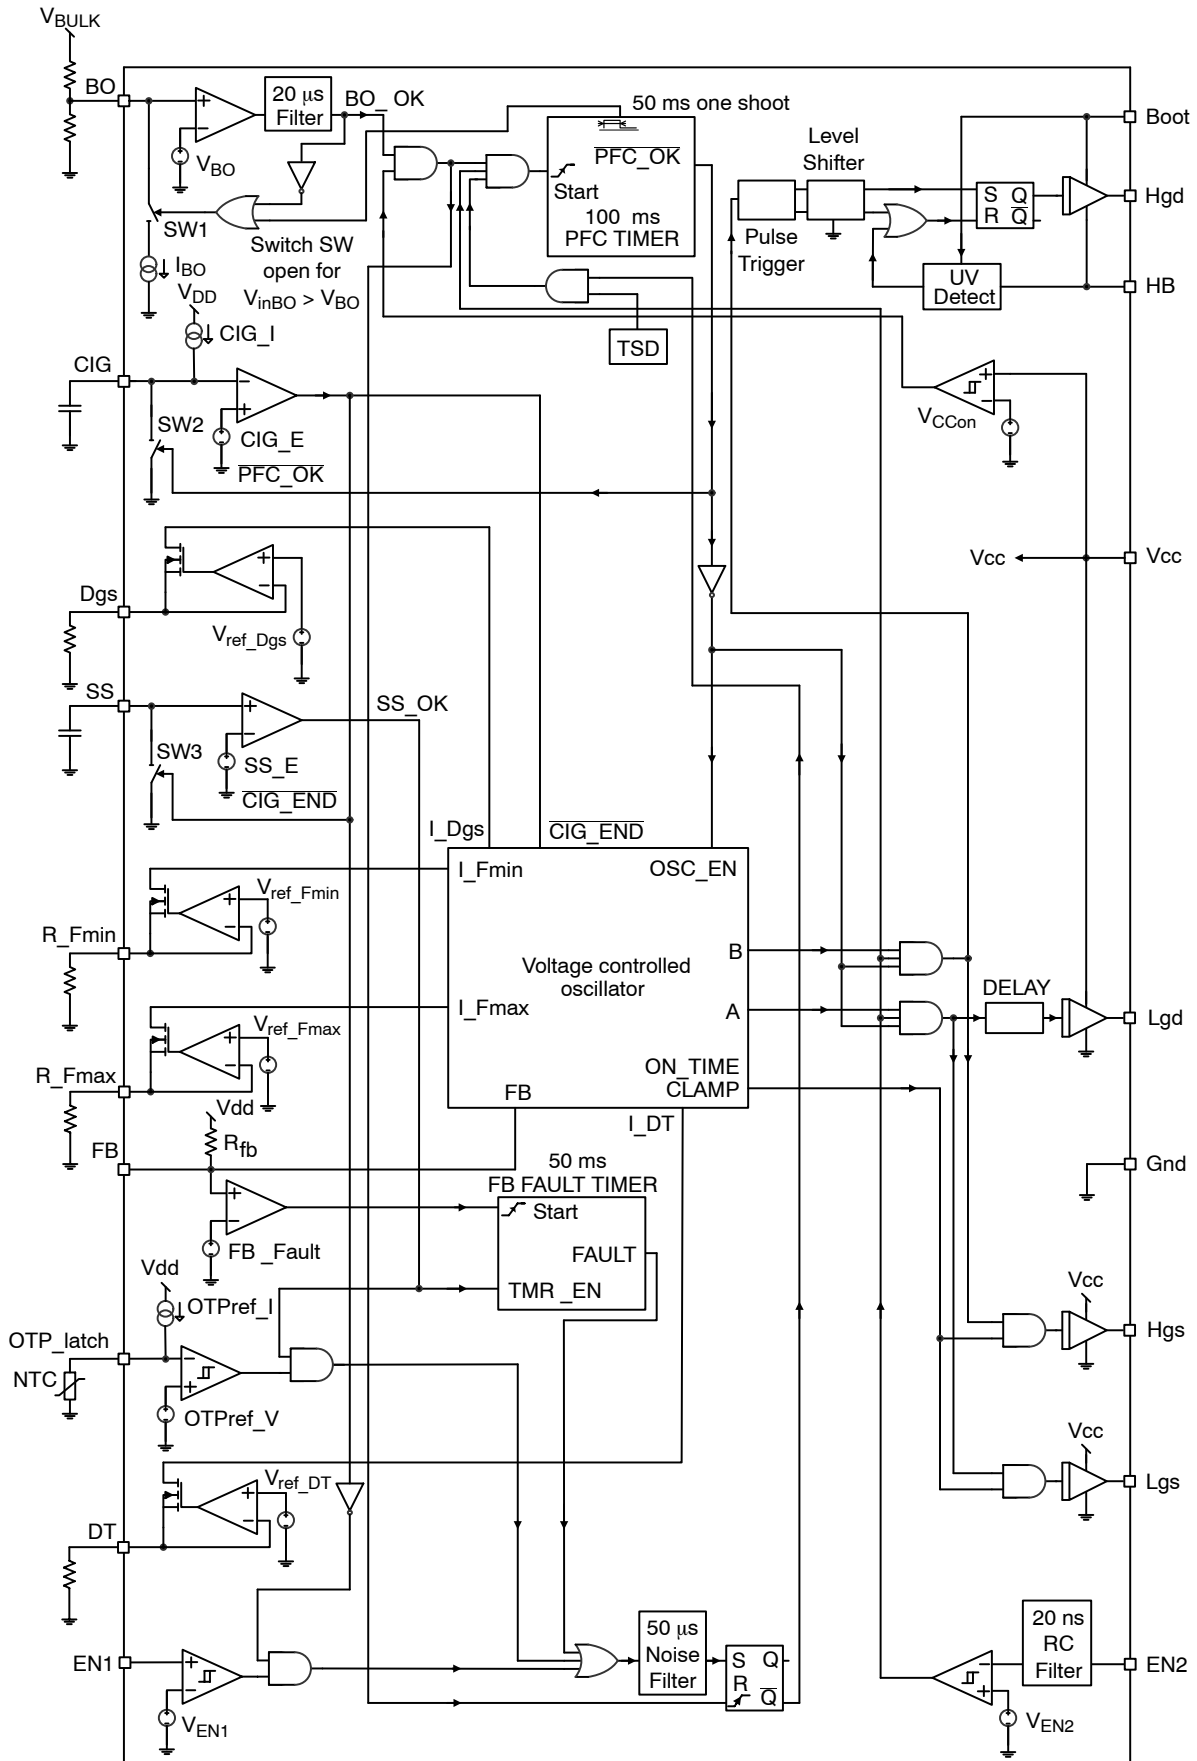 VBULK
BO
20 μs
Filter
BO_OK
VBO
SW1
Switch SW
open for
VinBO > VBO
IBO
VDD
CIG_I
50 ms one shoot
PFC_OK
Start
100 ms
PFC TIMER
TSD
Level
Shifter
Pulse
Trigger
S Q
R Q
UV
Detect
Boot
Hgd
HB
CIG
SW2
CIG_E
PFC_OK
VCCon
Vcc
Vcc
Dgs
Vref_Dgs
SS
SW3
SS_E
SS_OK
CIG_END
I_Dgs
CIG_END
I_Fmin
OSC_EN
Vref_Fmin
R_Fmin
Voltage controlled
oscillator
B
I_Fmax
A
Vref_Fmax
R_Fmax
ON_TIME
CLAMP
FB
I_DT
DELAY
Lgd
Vdd
Rfb
FB
Gnd
50 ms
FB FAULT TIMER
Start
FAULT
TMR _EN
FB _Fault
Vdd
OTPref_I
OTP_latch
NTC
OTPref_V
Vcc
Hgs
Vcc
Lgs
Vref_DT
DT
EN1
VEN1
50 μs
Noise
Filter
S Q
R Q
20 ns
RC
Filter
EN2
VEN2